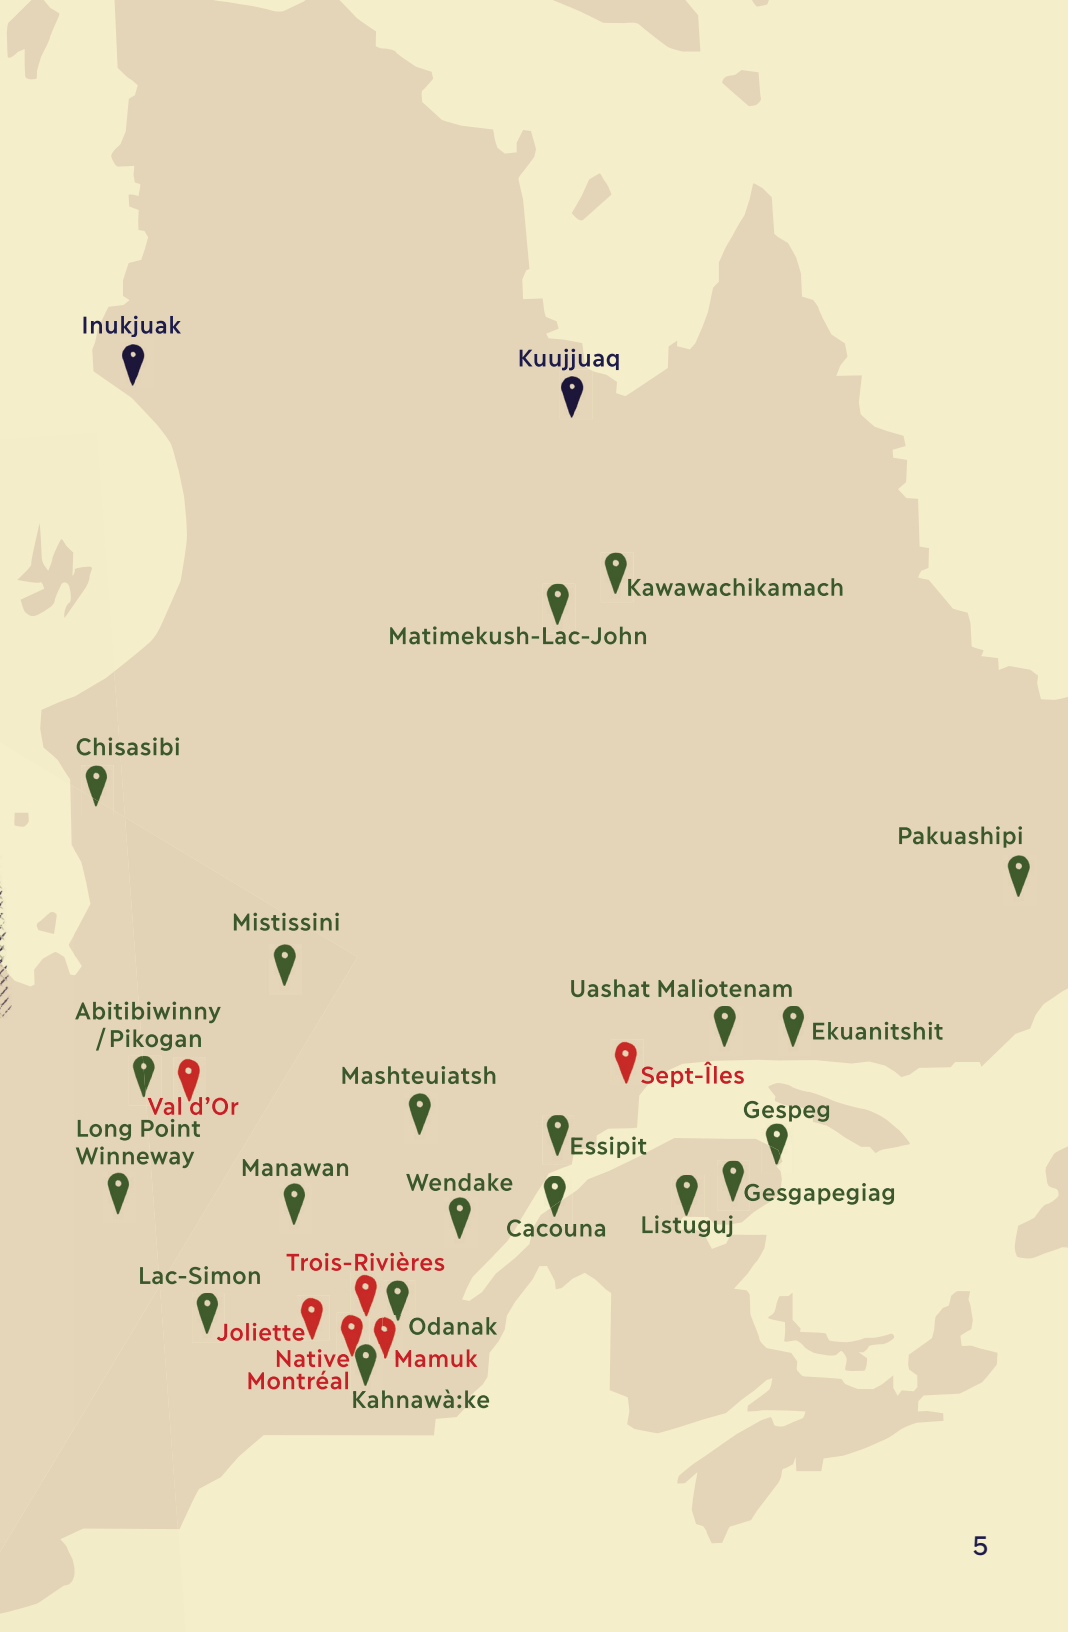 Inukjuak
Kuujjuaq
Kawawachikamach
Matimekush-Lac-John
Chisasibi
Pakuashipi
Mistissini
Uashat Maliotenam
Abitibiwinny
/Pikogan
Ekuanitshit
Sept-Îles
Mashteuiatsh
Val d'Or
Gespeg
Long Point
Winneway
Essipit
Manawan
Wendake
Gesgapegiag
Cacouna
Listuguj
Trois-Rivières
Lac-Simon
Odanak
Joliette
Native
Montréal
Mamuk
Kahnawà:ke
5